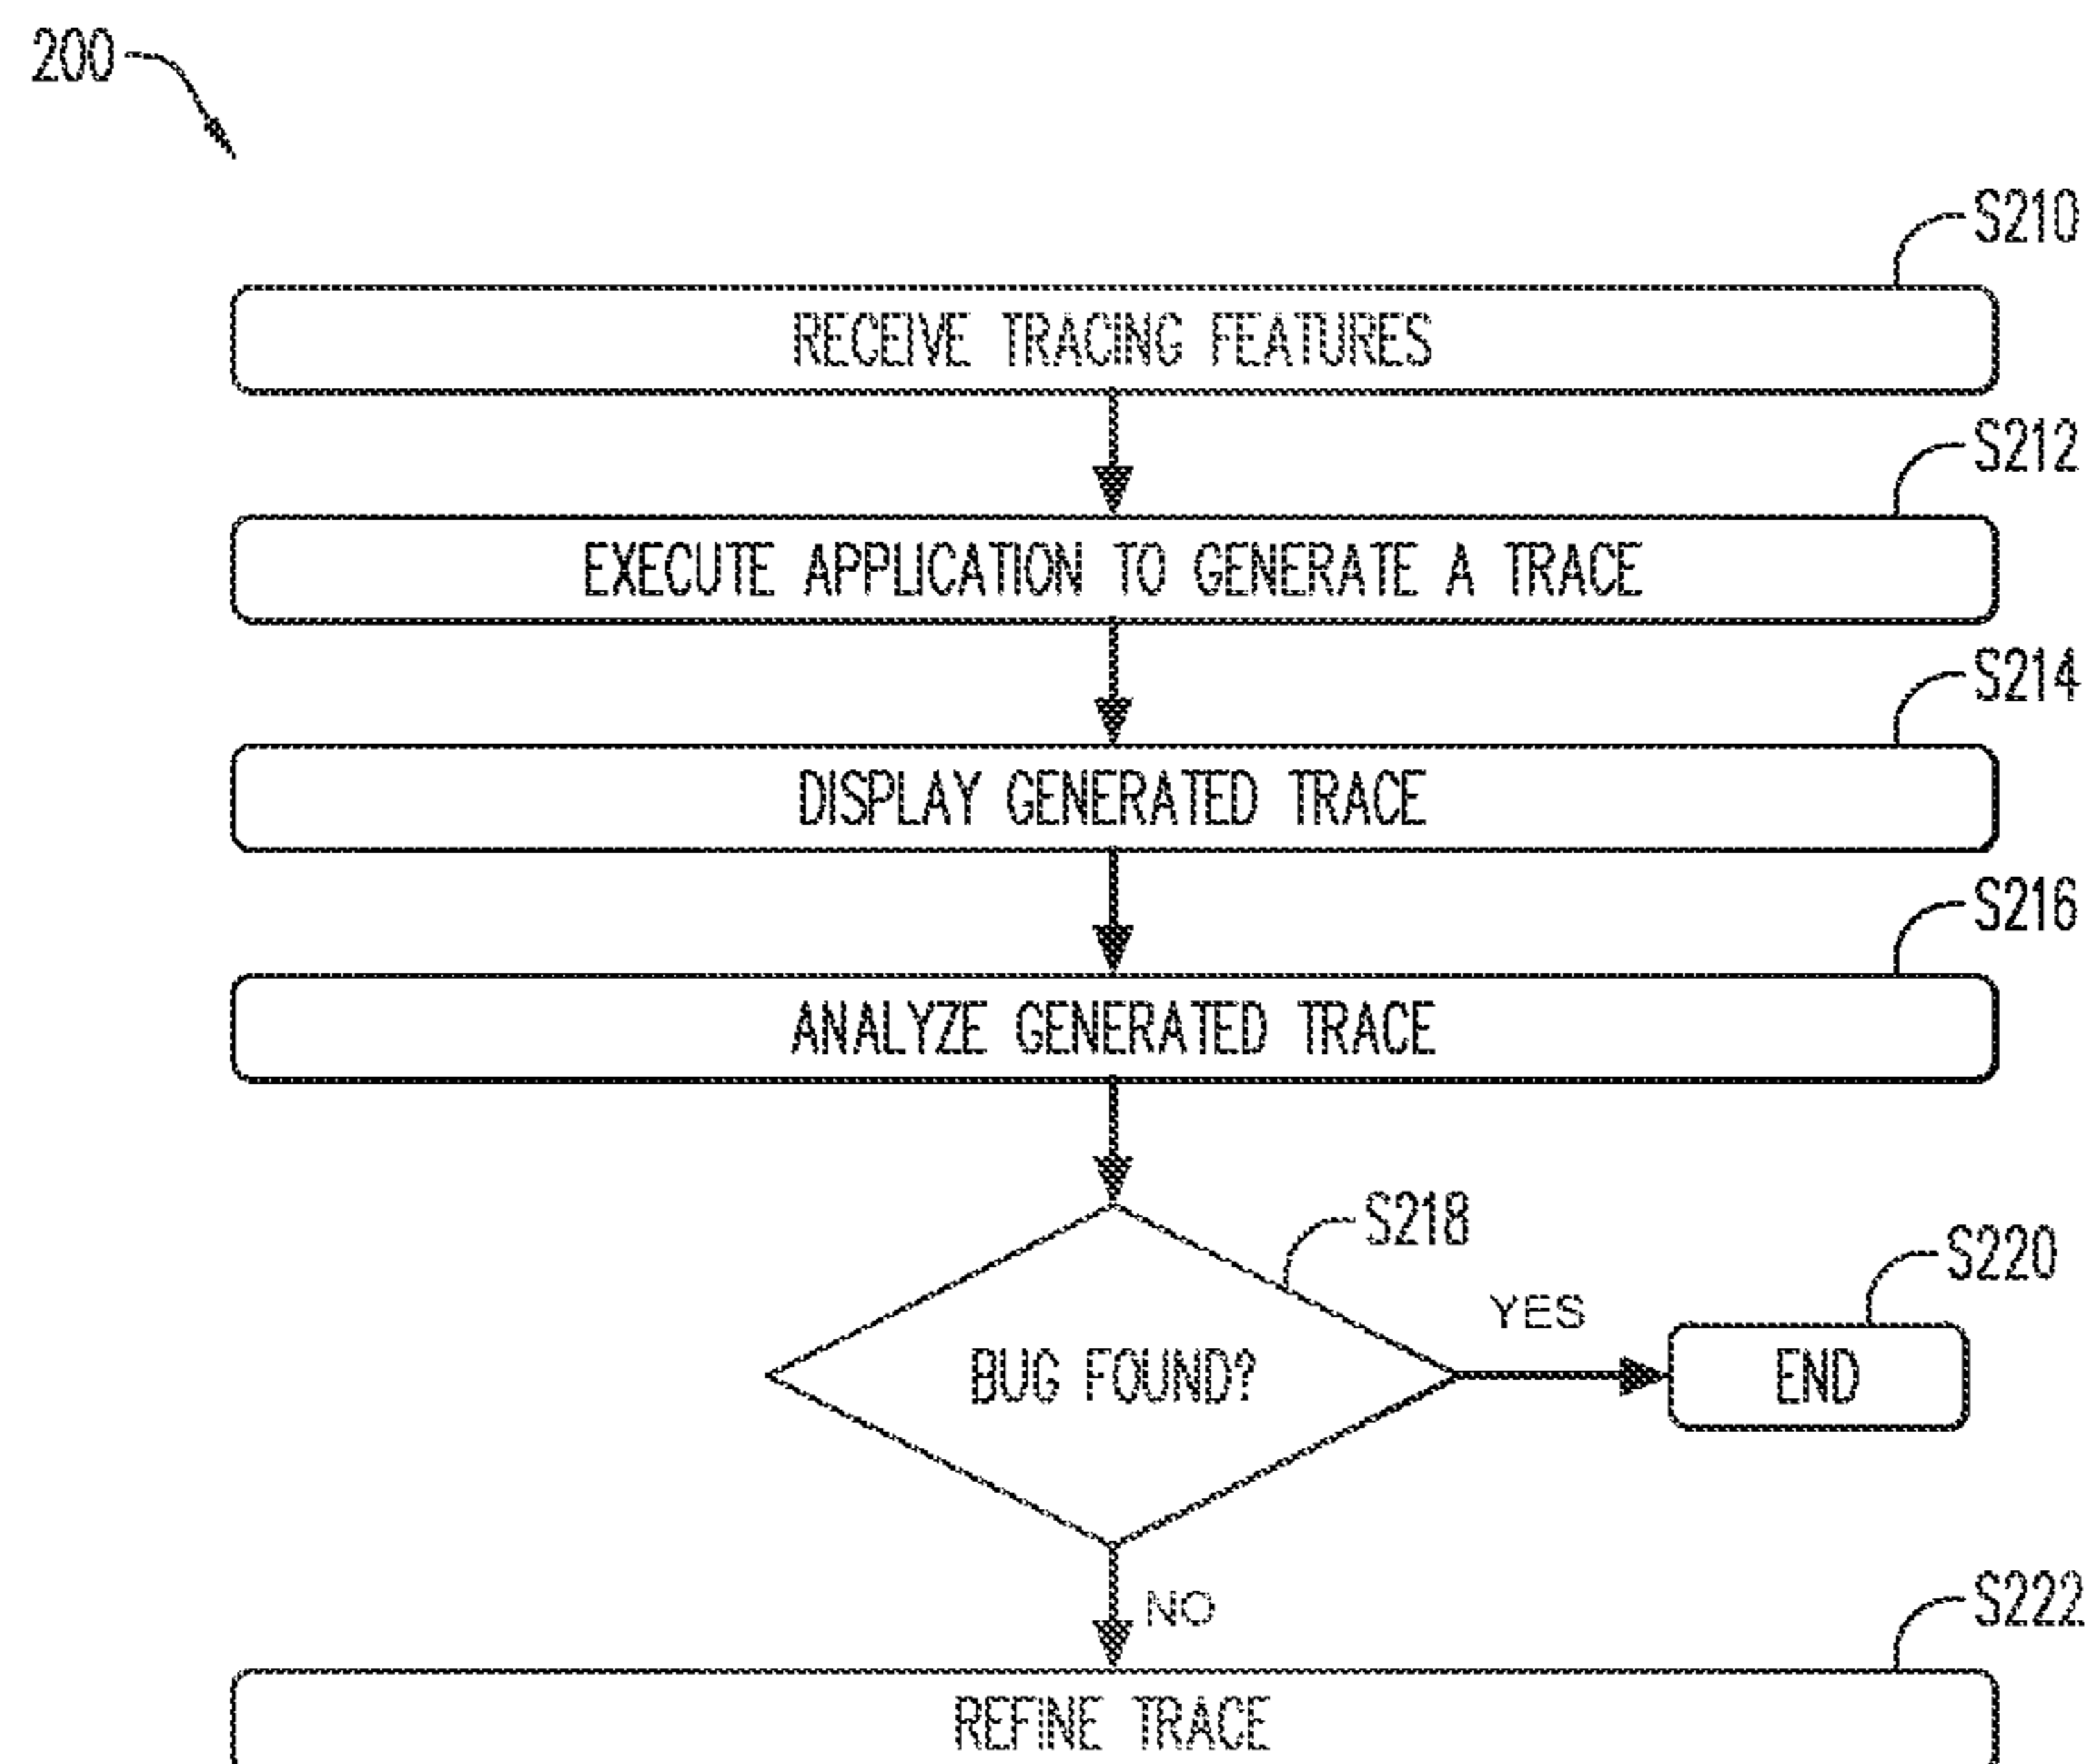 200
S210
RECEIVE TRACING FEATURES
S212
EXECUTE APPLICATION TO GENERATE A TRACE
S214
DISPLAY GENERATED TRACE
S216
ANALYZE GENERATED TRACE
S218
S220
YES
BUG FOUND?
END
NO
S222
REFINE TRACE